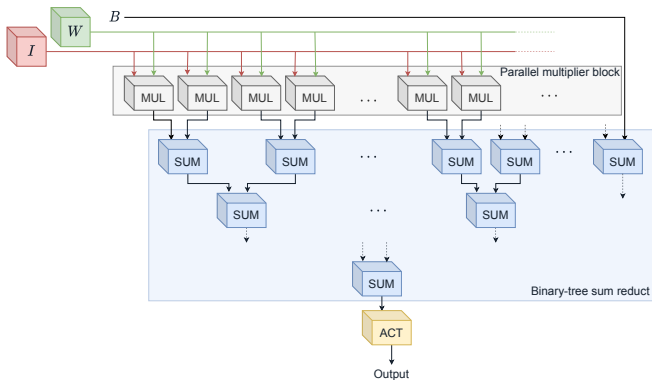 B
W
I
Parallel multiplier block
MUL MUL MUL MUL ... MUL MUL ...
SUM SUM ... SUM SUM ... SUM
SUM ... SUM
SUM
Binary-tree sum reduct
ACT
Output